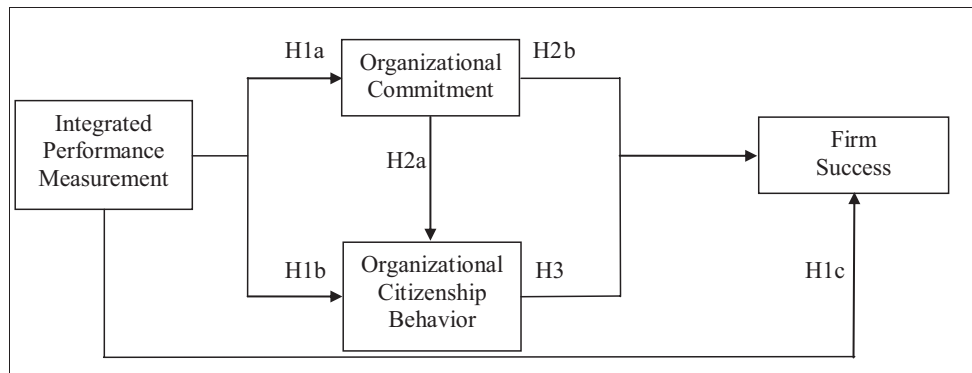 H1a
Organizational
Commitment
H2b
Integrated
Performance
Measurement
Firm
Success
H2a
H1b
Organizational
Citizenship
Behavior
H3
H1c